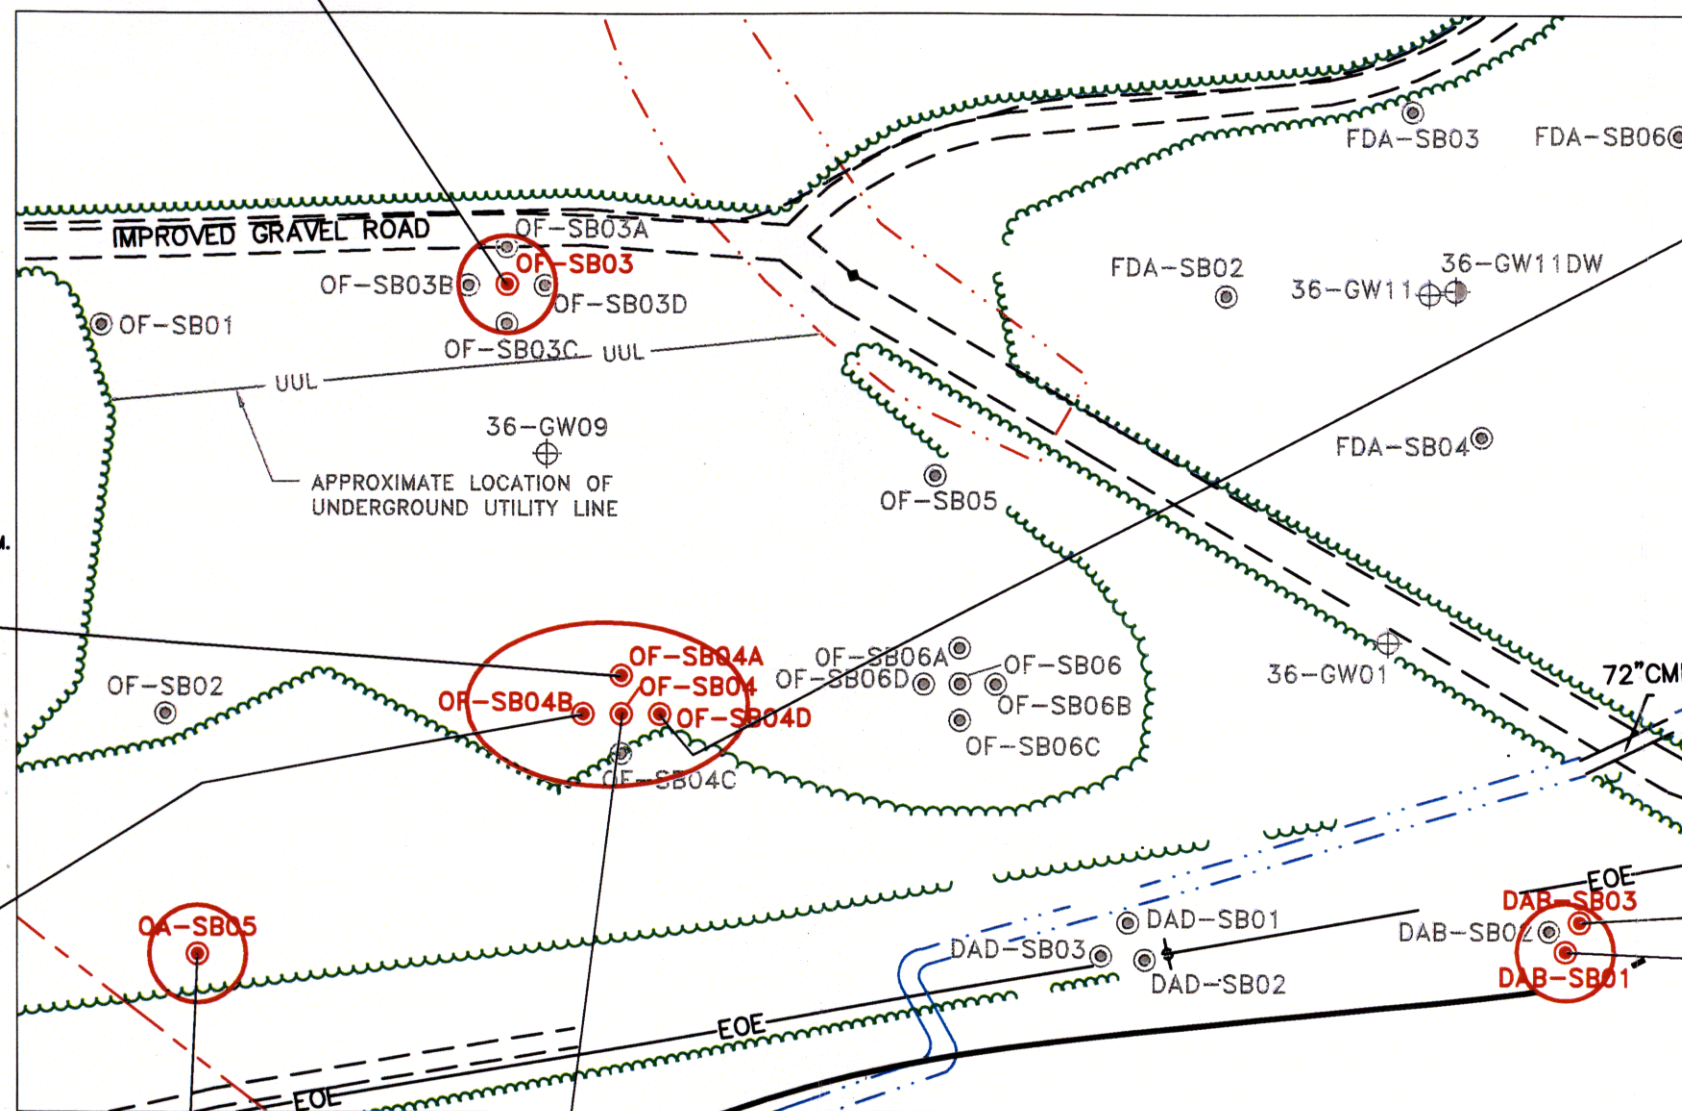 FDA-SB03
FDA-SB06
IMPROVED GRAVEL ROAD
OF-SB03A
OF-SB03
OF-SB03B
OF-SB03D
OF-SB03C
OF-SB01
UUL
UUL
FDA-SB02
36-GW11
36-GW11DW
36-GW09
APPROXIMATE LOCATION OF
UNDERGROUND UTILITY LINE
FDA-SB04
OF-SB05
OF-SB02
OF-SB04A
OF-SB04
OF-SB04B
OF-SB04D
OF-SB04C
OF-SB06A
OF-SB06
OF-SB06D
OF-SB06B
OF-SB06C
36-GW01
72"CM
OA-SB05
DAD-SB01
DAD-SB03
DAD-SB02
EOE
DAB-SB03
DAB-SB02
DAB-SB01
EOE
EOE